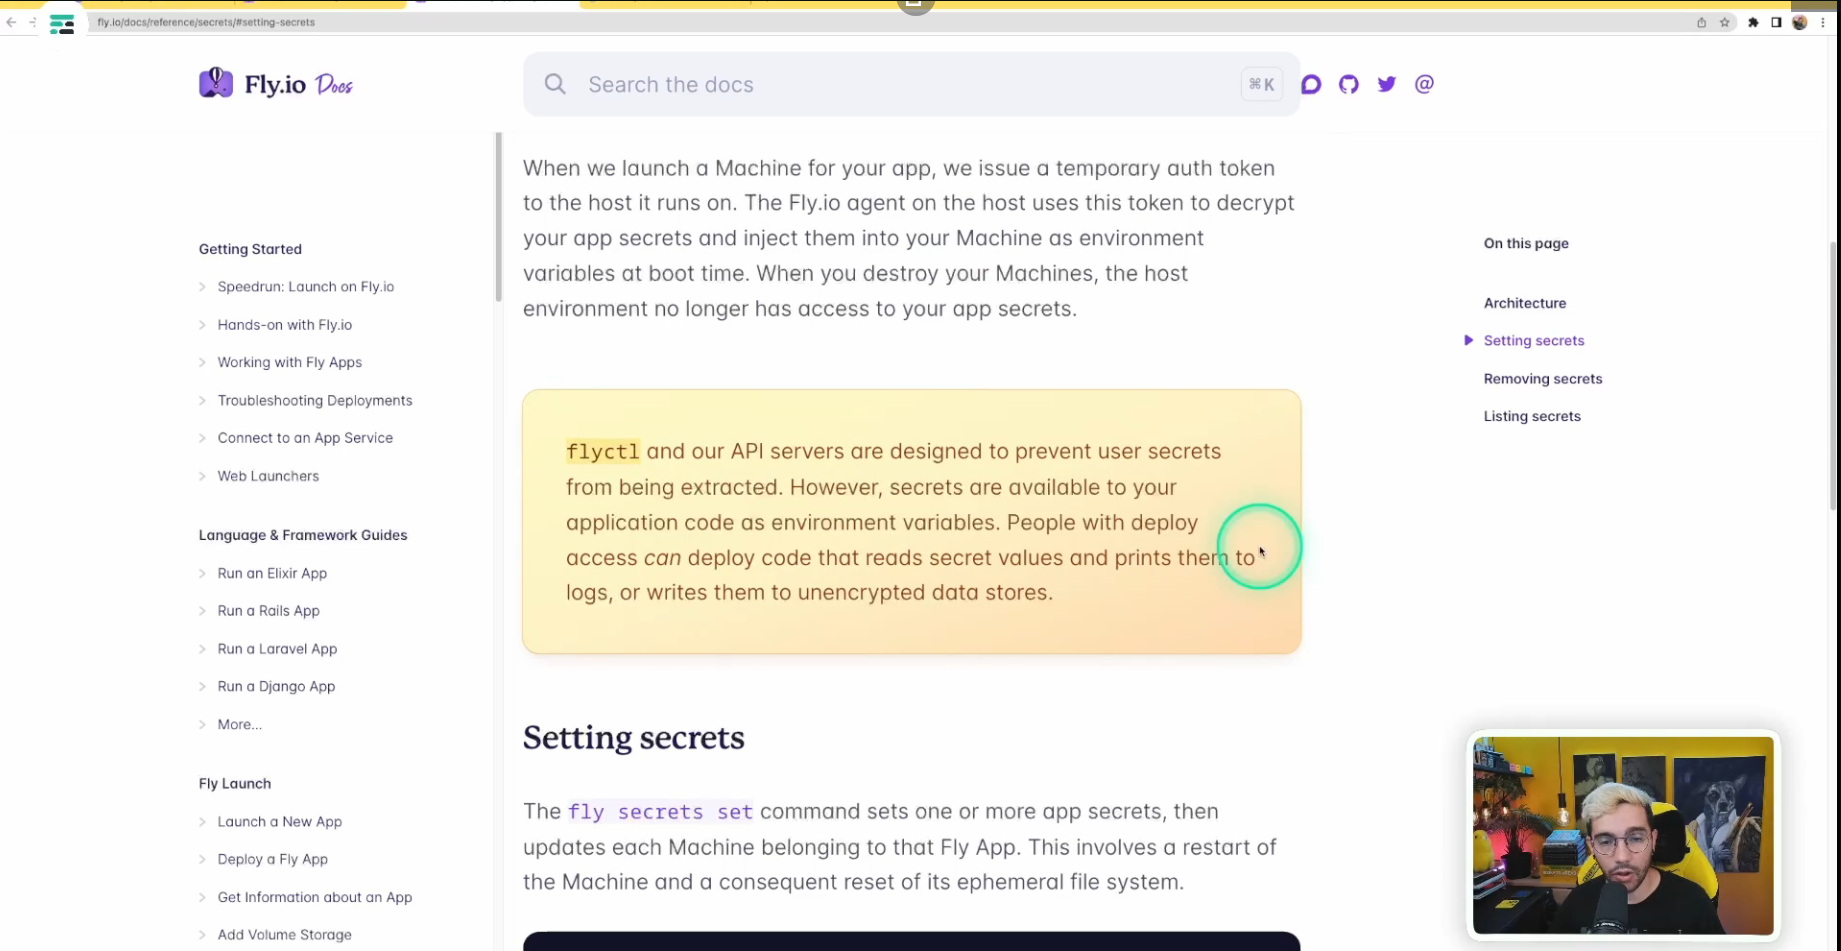 fly.io/docs/reference/secrets/#setting-secrets
Fly.io Docs
Search the docs
⌘ K
Getting Started
Speedrun: Launch on Fly.io
Hands-on with Fly.io
Working with Fly Apps
Troubleshooting Deployments
Connect to an App Service
Web Launchers
Language & Framework Guides
Run an Elixir App
Run a Rails App
Run a Laravel App
Run a Django App
More...
Fly Launch
Launch a New App
Deploy a Fly App
Get Information about an App
Add Volume Storage
When we launch a Machine for your app, we issue a temporary auth token
to the host it runs on. The Fly.io agent on the host uses this token to decrypt
your app secrets and inject them into your Machine as environment
variables at boot time. When you destroy your Machines, the host
environment no longer has access to your app secrets.
flyctl and our API servers are designed to prevent user secrets
from being extracted. However, secrets are available to your
application code as environment variables. People with deploy
access can deploy code that reads secret values and prints them to
logs, or writes them to unencrypted data stores.
Setting secrets
The fly secrets set command sets one or more app secrets, then
updates each Machine belonging to that Fly App. This involves a restart of
the Machine and a consequent reset of its ephemeral file system.
On this page
Architecture
Setting secrets
Removing secrets
Listing secrets